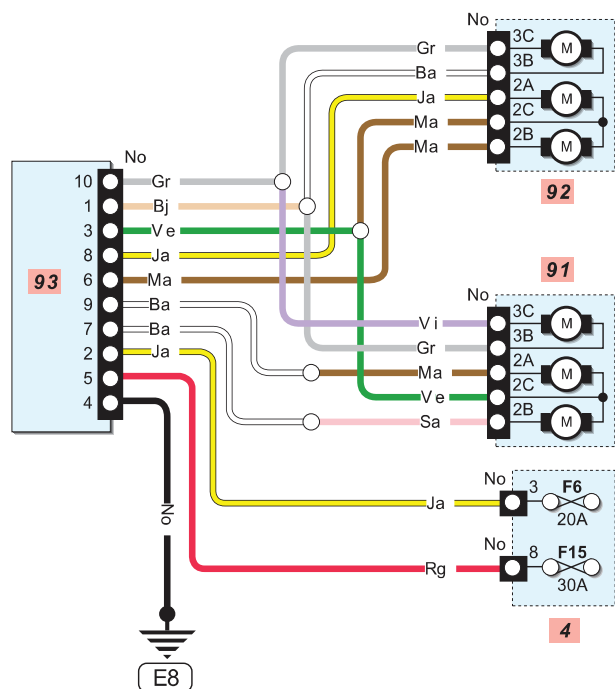 No
3C
3B
2A
2C
2B
M
M
M
Gr
Ba
Ja
Ma
Ma
92
No
10
1
3
8
6
9
7
2
5
4
93
Gr
Bj
Ve
Ja
Ma
Ba
Ba
Ja
91
No
3C
3B
2A
2C
2B
M
M
M
Vi
Gr
Ma
Ve
Sa
No
3
F6
20A
Ja
No
8
F15
30A
Rg
4
No
E8